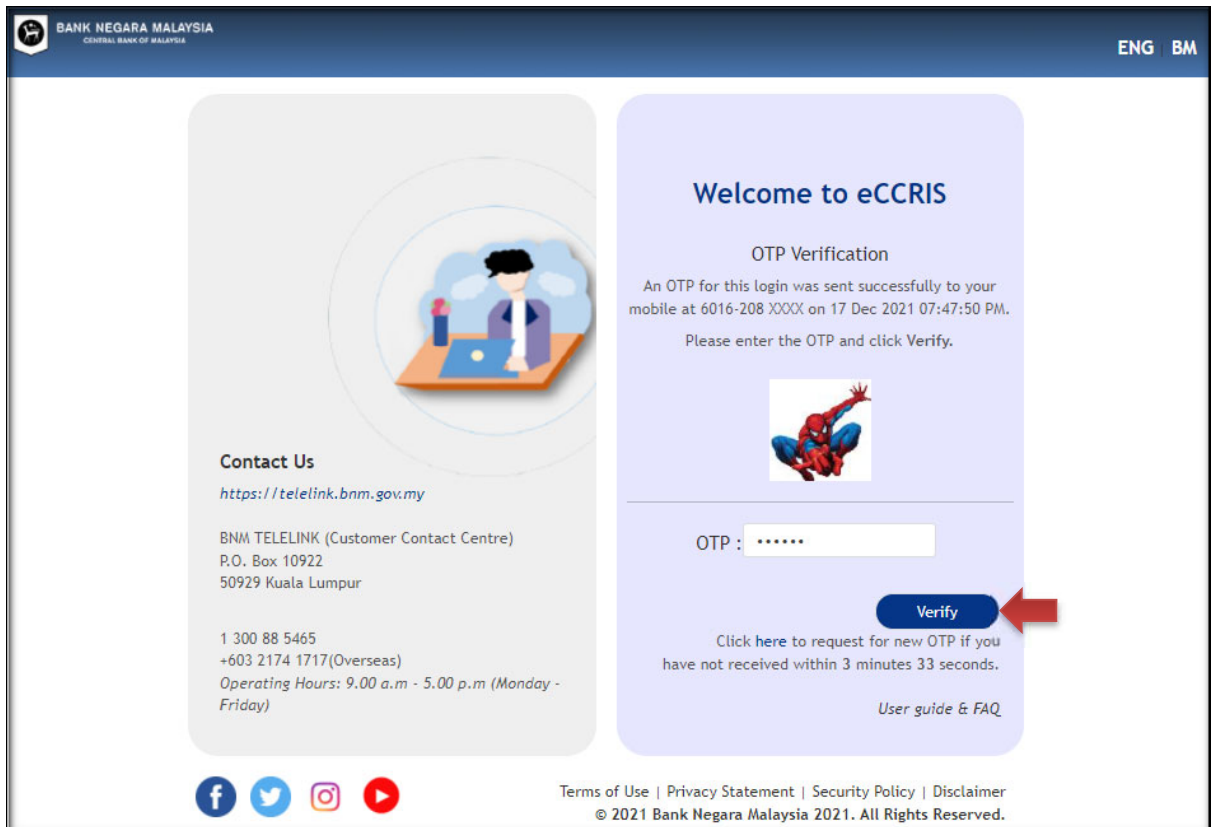 BANK NEGARA MALAYSIA
CENTRAL BANK OF MALAYSIA
ENG BM
Contact Us
https://telelink.bnm.gov.my
BNM TELELINK (Customer Contact Centre)
P.O. Box 10922
50929 Kuala Lumpur
1 300 88 5465
+603 2174 1717(Overseas)
Operating Hours: 9.00 a.m - 5.00 p.m (Monday -
Friday)
Welcome to eCCRIS
OTP Verification
An OTP for this login was sent successfully to your
mobile at 6016-208 XXXX on 17 Dec 2021 07:47:50 PM.
Please enter the OTP and click Verify.
OTP : ••••••
Verify
Click here to request for new OTP if you
have not received within 3 minutes 33 seconds.
User guide & FAQ
Terms of Use | Privacy Statement | Security Policy | Disclaimer
© 2021 Bank Negara Malaysia 2021. All Rights Reserved.